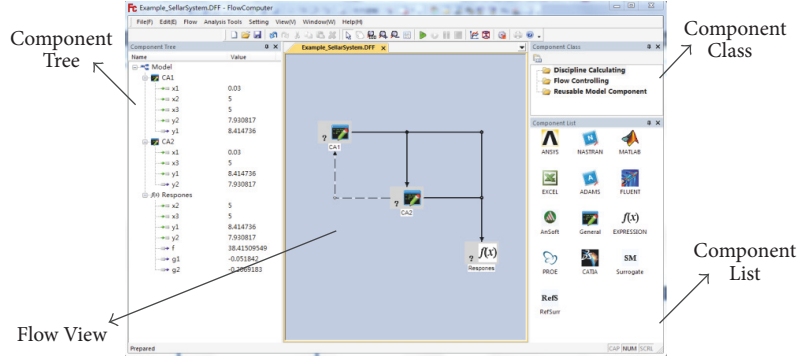 Example_SellarSystem.DFF - FlowComputer
File(F) Edit(E) Flow Analysis Tools Setting View(V) Window(W) Help(H)
Component Tree
Component Tree
Name Value
Model
CA1
x1 0.03
x2 5
x3 5
y2 7.930817
y1 8.414736
CA2
x1 0.03
x3 5
y1 8.414736
y2 7.930817
f(x) Respones
x2 5
x3 5
y1 8.414736
y2 7.930817
f 38.41509549
g1 -0.051842
g2 -0.2069183
Flow View
Prepared
Example_SellarSystem.DFF
? CA1
? CA2
? f(x)
Respones
Component Class
Component Class
Discipline Calculating
Flow Controlling
Reusable Model Component
Component List
Component List
ANSYS NASTRAN MATLAB
EXCEL ADAMS FLUENT
f(x)
AnSoft General EXPRESSION
SM
PROE CATIA Surrogate
RefS
RefSurr
CAP NUM SCRL